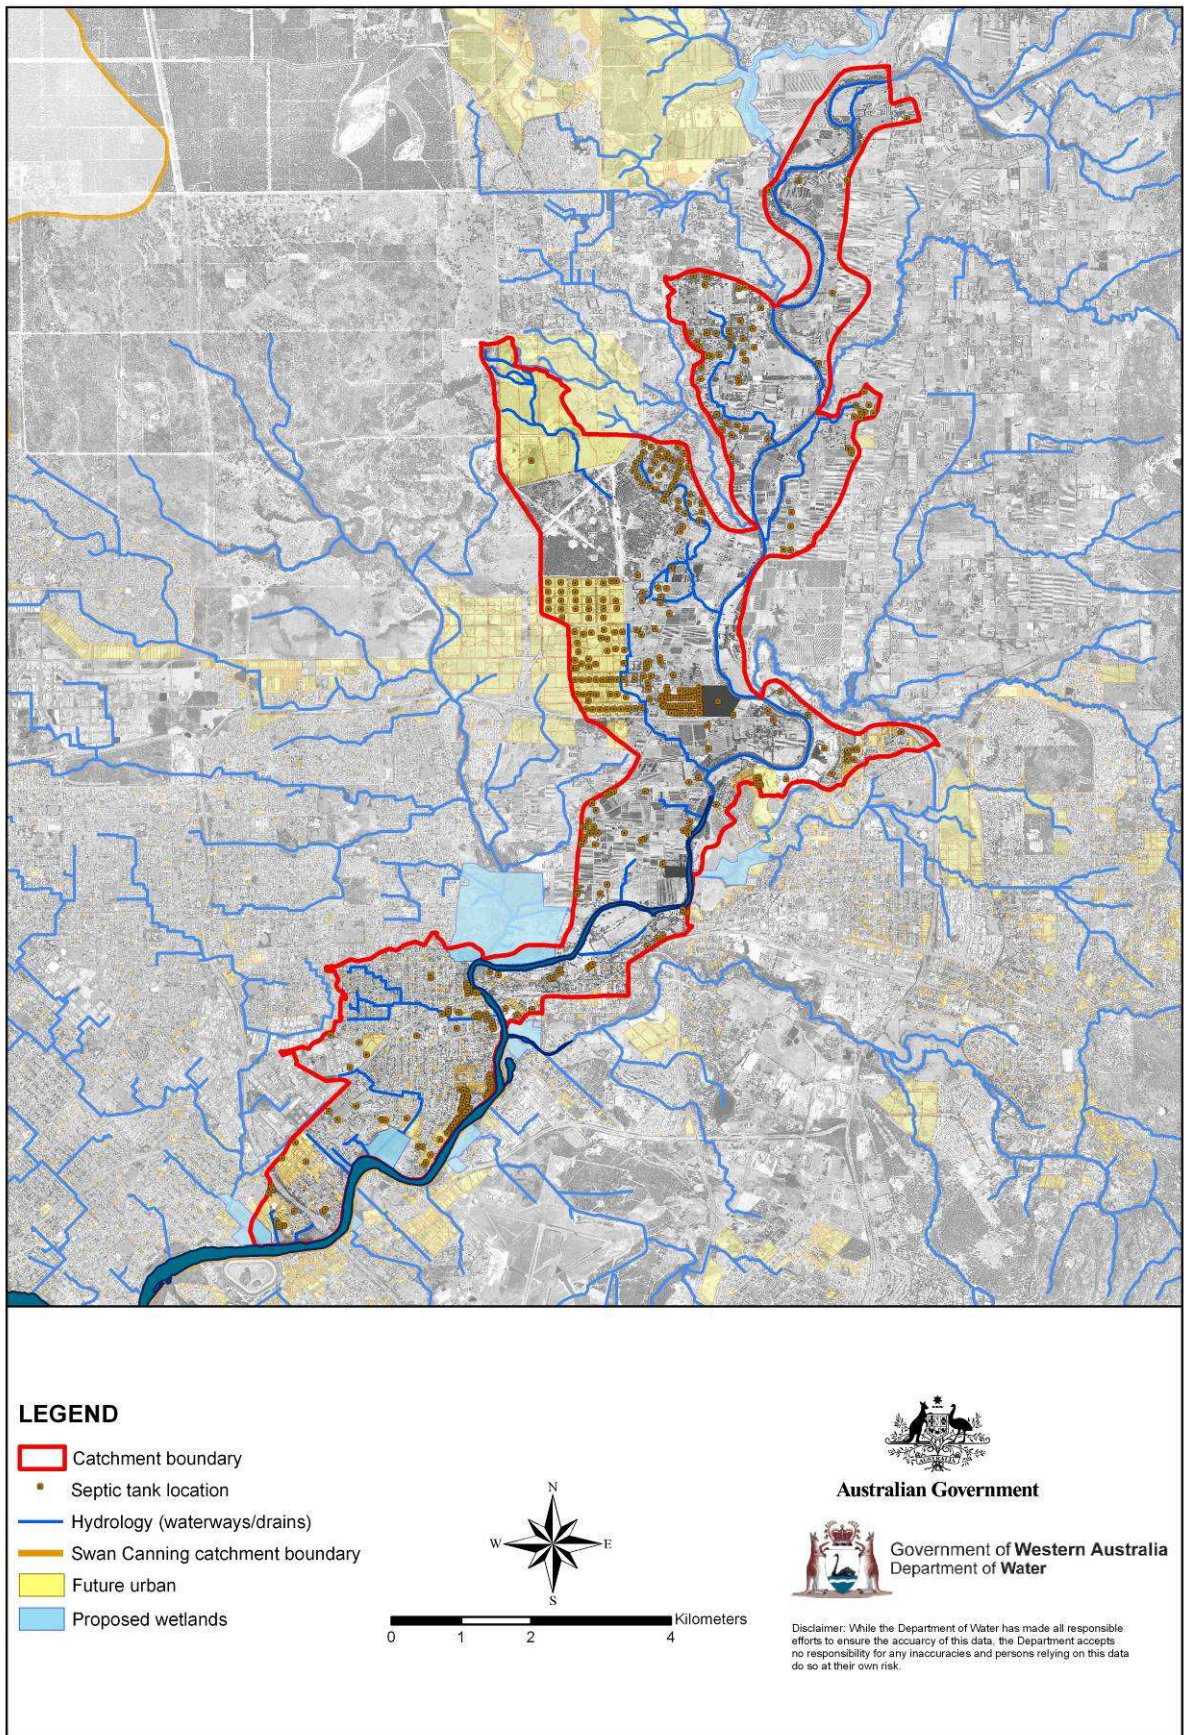 LEGEND
Catchment boundary
Septic tank location
Hydrology (waterways/drains)
Swan Canning catchment boundary
Future urban
Proposed wetlands
N
W E
S
Kilometers
0 1 2 4
AUSTRALIA
Australian Government
Government of Western Australia
Department of Water
Disclaimer: While the Department of Water has made all responsible
efforts to ensure the accuarcy of this data, the Department accepts
no responsibility for any inaccuracies and persons relying on this data
do so at their own risk.